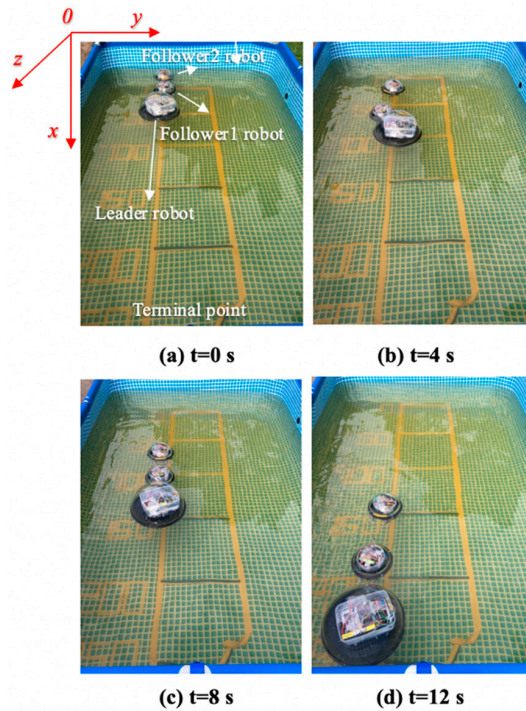 0
y
z
x
Follower2 robot
Follower1 robot
Leader robot
Terminal point
(a) t=0 s
(b) t=4 s
(c) t=8 s
(d) t=12 s